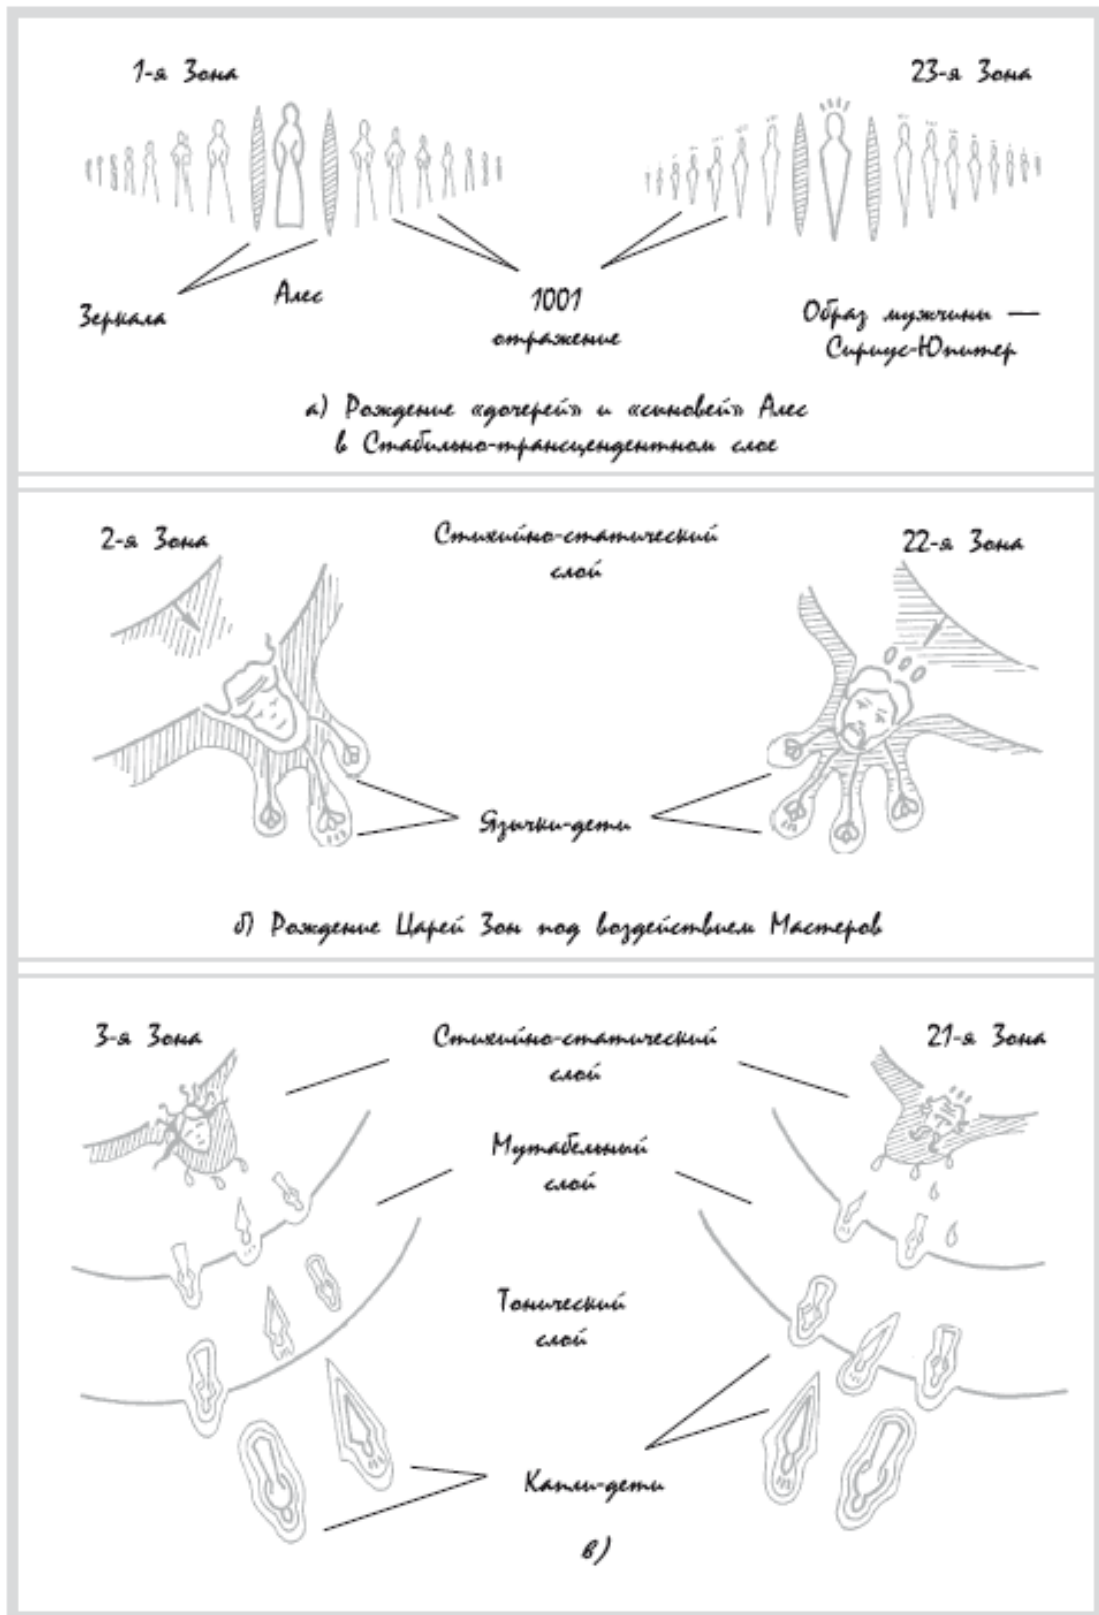 1-я Зона
23-я Зона
Зеркала
Алес
1001
отражение
Образ мужчины —
Сириус-Юпитер
а) Рождение «дочерей» и «сыновей» Алес
в Стабильно-трансцендентном слое
2-я Зона
Стихийно-статический
слой
22-я Зона
Язычки-дети
б) Рождение Царей Зон под воздействием Мастеров
3-я Зона
Стихийно-статический
слой
21-я Зона
Мутабельный
слой
Тонический
слой
Капли-дети
в)